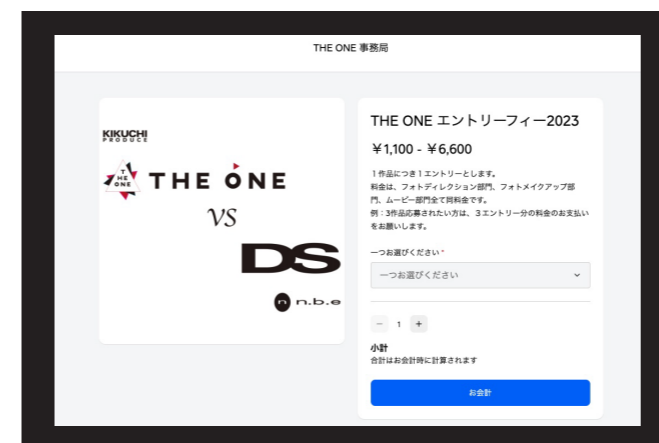 THE ONE 事務局
KIKUCHI
PRODUCE
THE
ONE
THE ONE
VS
DS
n n.b.e
THE ONE エントリーフィー2023
¥1,100 - ¥6,600
1作品につき1エントリーとします。
料金は、フォトディレクション部門、フォトメイクアップ部
門、ムービー部門全て同料金です。
例：3作品応募されたい方は、3エントリー分の料金のお支払い
をお願いします。
一つお選びください *
一つお選びください
− 1 +
小計
合計はお会計時に計算されます
お会計